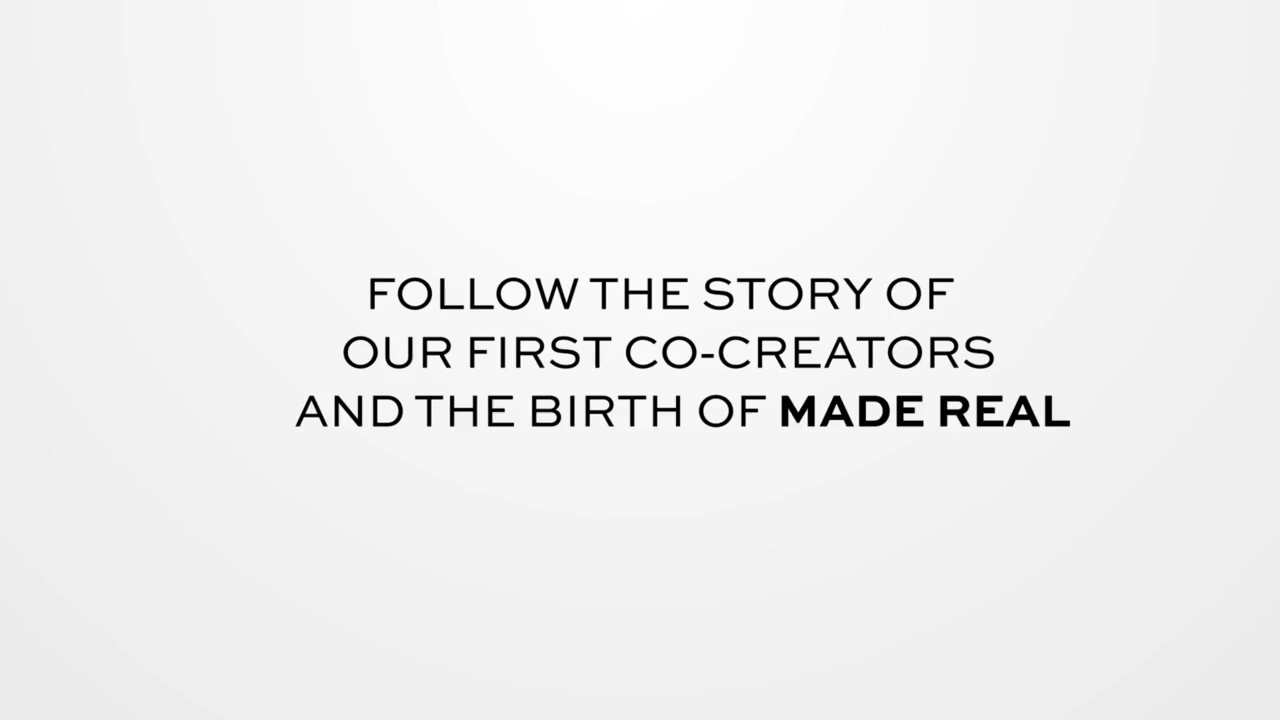 FOLLOW THE STORY OF
OUR FIRST CO-CREATORS
AND THE BIRTH OF MADE REAL